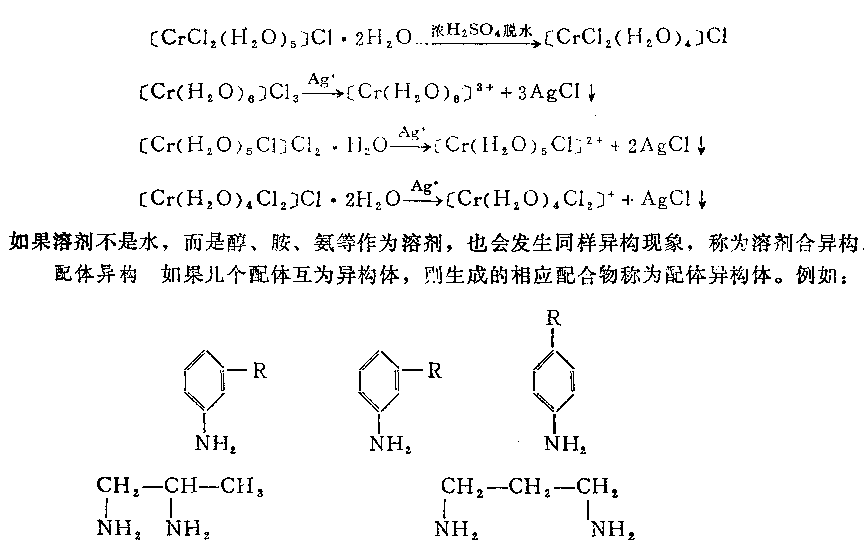 〔CrCl₂(H₂O)₅〕Cl·2H₂O 浓H₂SO₄脱水→〔CrCl₂(H₂O)₄〕Cl
〔Cr(H₂O)₆〕Cl₃ Ag⁺→〔Cr(H₂O)₆〕³⁺ + 3AgCl↓
〔Cr(H₂O)₅Cl〕Cl₂·H₂O Ag⁺→〔Cr(H₂O)₅Cl〕²⁺ + 2AgCl↓
〔Cr(H₂O)₄Cl₂〕Cl·2H₂O Ag⁺→〔Cr(H₂O)₄Cl₂〕⁺ + AgCl↓
如果溶剂不是水，而是醇、胺、氨等作为溶剂，也会发生同样异构现象，称为溶剂合异构.
配体异构 如果几个配体互为异构体，则生成的相应配合物称为配体异构体。例如：
R
R R
NH₂ NH₂ NH₂
CH₂—CH—CH₃ CH₂—CH₂—CH₂
NH₂ NH₂ NH₂ NH₂